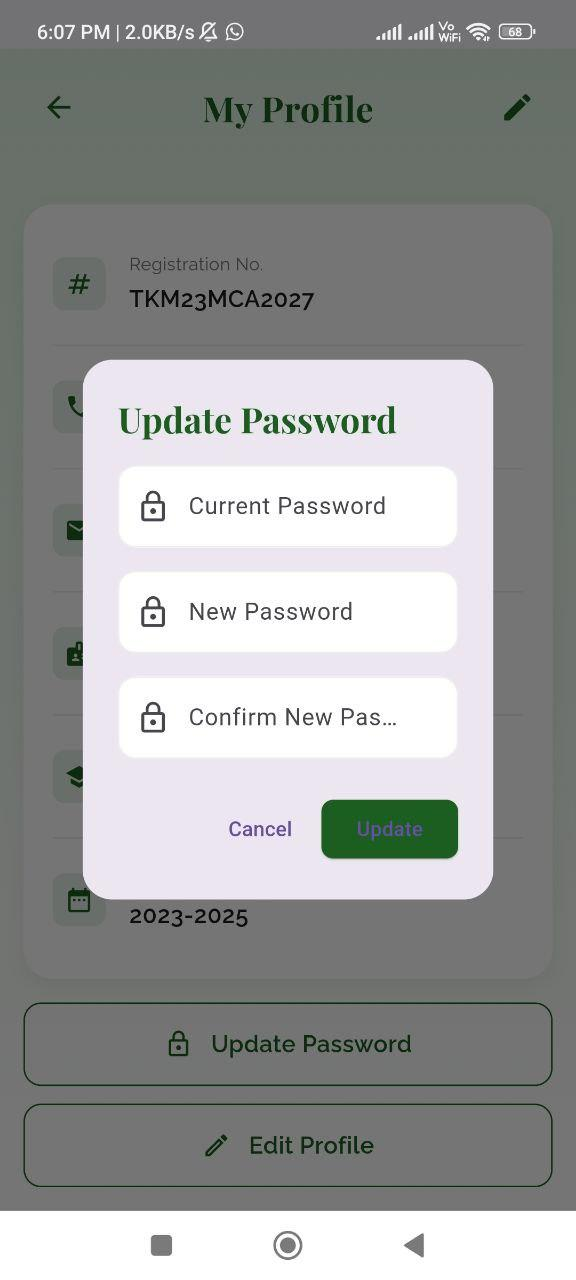 6:07 PM | 2.0KB/s
Vo
WiFi
68
My Profile
#
Registration No.
TKM23MCA2027
Update Password
Current Password
New Password
Confirm New Pas...
Cancel
Update
2023-2025
Update Password
Edit Profile